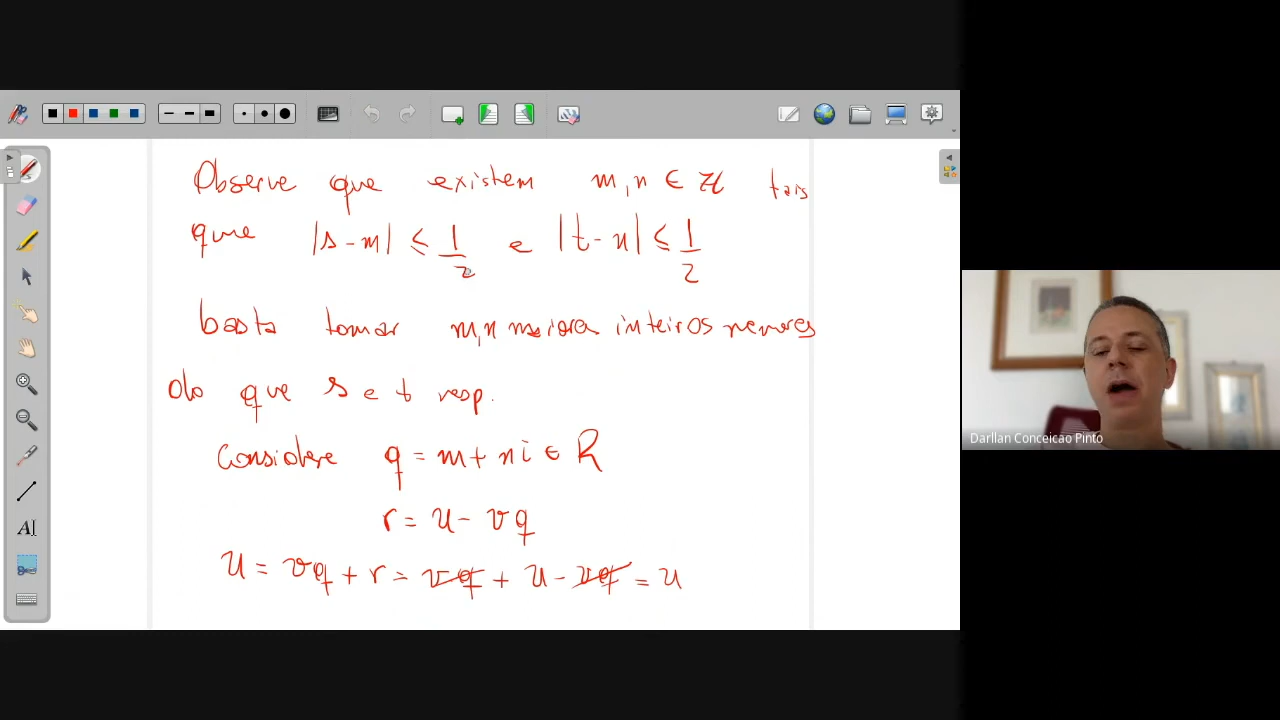 Observe que existem m,n ∈ ℤ tais
que |s-m| ≤ 1/2 e |t-n| ≤ 1/2
basta tomar m,n maiores inteiros menores
do que s e t resp.
Considere q = m + ni ∈ R
r = u - vq
u = vq + r = vq + u - vq = u
Darllan Conceicao Pinto